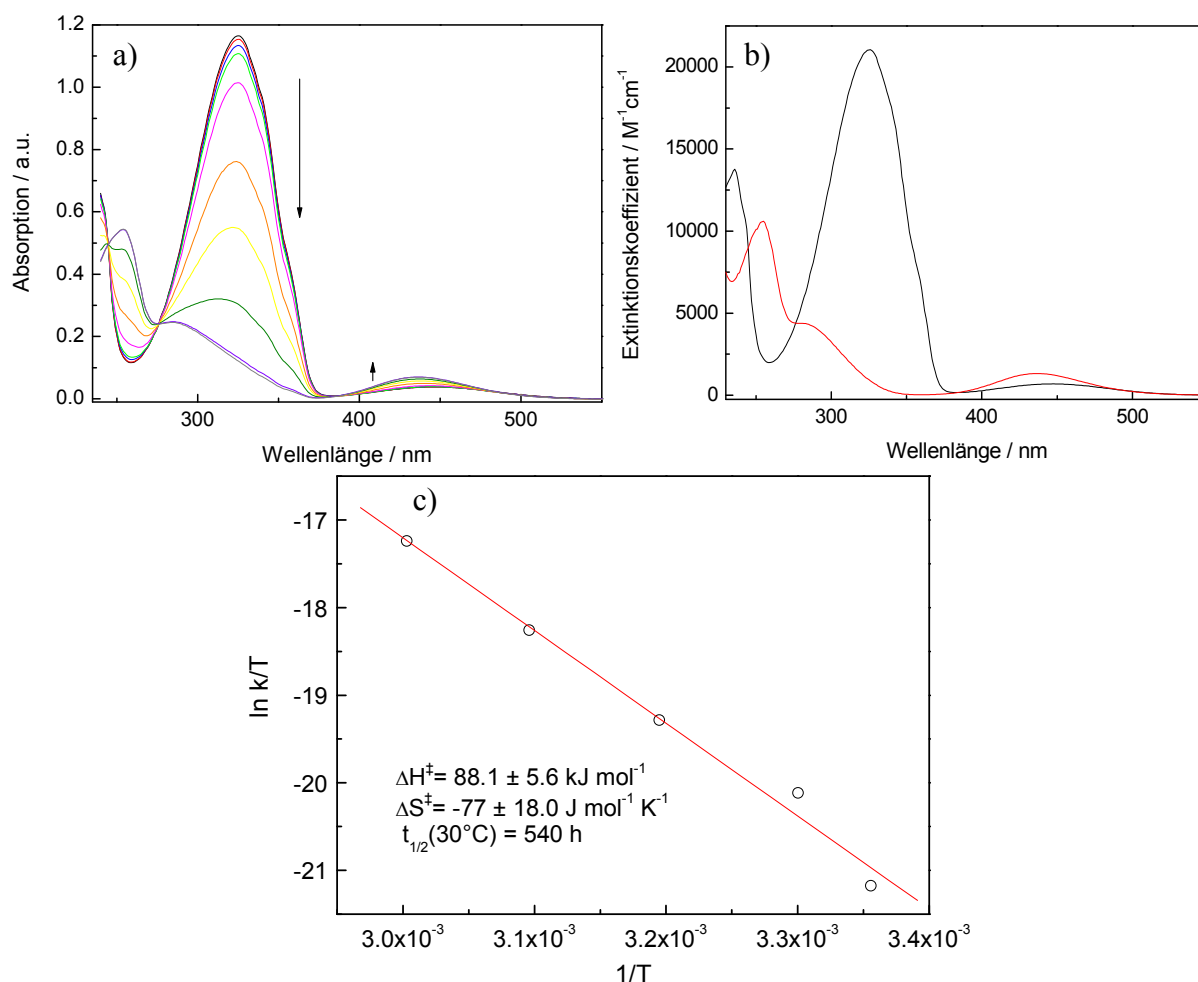 a)
1.2
1.0
0.8
0.6
0.4
0.2
0.0
Absorption / a.u.
300
400
500
Wellenlänge / nm
b)
20000
15000
10000
5000
0
Extinktionskoeffizient / M⁻¹cm⁻¹
300
400
500
Wellenlänge / nm
c)
-17
-18
-19
-20
-21
ln k/T
ΔH‡= 88.1 ± 5.6 kJ mol⁻¹
ΔS‡= -77 ± 18.0 J mol⁻¹ K⁻¹
t₁/₂(30°C) = 540 h
3.0x10⁻³
3.1x10⁻³
3.2x10⁻³
3.3x10⁻³
3.4x10⁻³
1/T